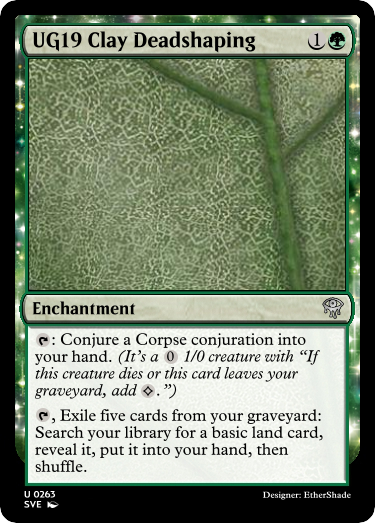 UG19 Clay Deadshaping 1
Enchantment
: Conjure a Corpse conjuration into
your hand. (It's a 0 1/0 creature with “If
this creature dies or this card leaves your
graveyard, add .”)
, Exile five cards from your graveyard:
Search your library for a basic land card,
reveal it, put it into your hand, then
shuffle.
U 0263
SVE
Designer: EtherShade